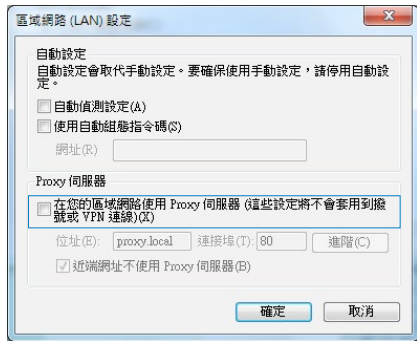 區域網路 (LAN) 設定
自動設定
自動設定會取代手動設定。要確保使用手動設定，請停用自動設
定。
自動偵測設定(A)
使用自動組態指令碼(S)
網址(R)
Proxy 伺服器
在您的區域網路使用 Proxy 伺服器 (這些設定將不會套用到撥
號或 VPN 連線)(X)
位址(E): proxy.local 連接埠(T): 80 進階(C)
近端網址不使用 Proxy 伺服器(B)
確定 取消